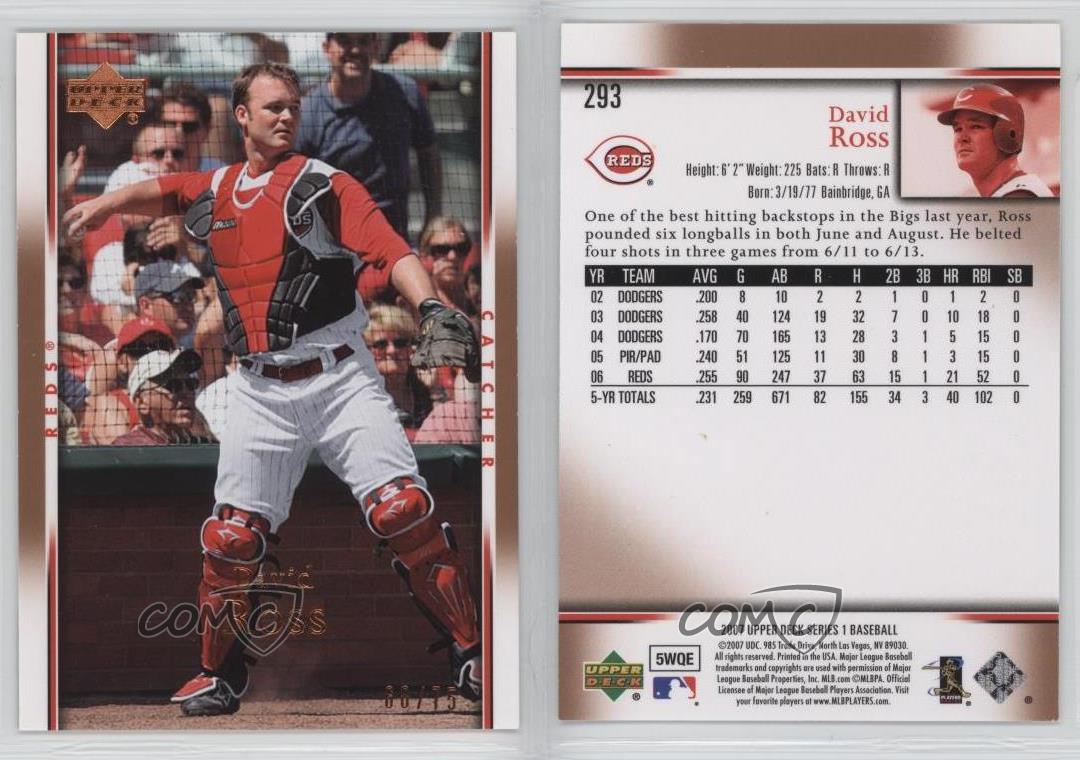 UPPER
DECK
REDS®
CATCHER
DS
David
Ross
COMC
/75
293
David
Ross
REDS
Height: 6' 2" Weight: 225 Bats: R Throws: R
Born: 3/19/77 Bainbridge, GA
One of the best hitting backstops in the Bigs last year, Ross
pounded six longballs in both June and August. He belted
four shots in three games from 6/11 to 6/13.
YR TEAM AVG G AB R H 2B 3B HR RBI SB
02 DODGERS .200 8 10 2 2 1 0 1 2 0
03 DODGERS .258 40 124 19 32 7 0 10 18 0
04 DODGERS .170 70 165 13 28 3 1 5 15 0
05 PIR/PAD .240 51 125 11 30 8 1 3 15 0
06 REDS .255 90 247 37 63 15 1 21 52 0
5-YR TOTALS .231 259 671 82 155 34 3 40 102 0
COMC
2007 UPPER DECK SERIES 1 BASEBALL
©2007 UDC. 985 Trade Drive, North Las Vegas, NV 89030.
All rights reserved. Printed in the USA. Major League Baseball
trademarks and copyrights are used with permission of Major
League Baseball Properties, Inc. MLB.com ©MLBPA. Official
Licensee of Major League Baseball Players Association. Visit
your favorite players at www.MLBPLAYERS.com.
UPPER
DECK
5WQE
PLAYERS